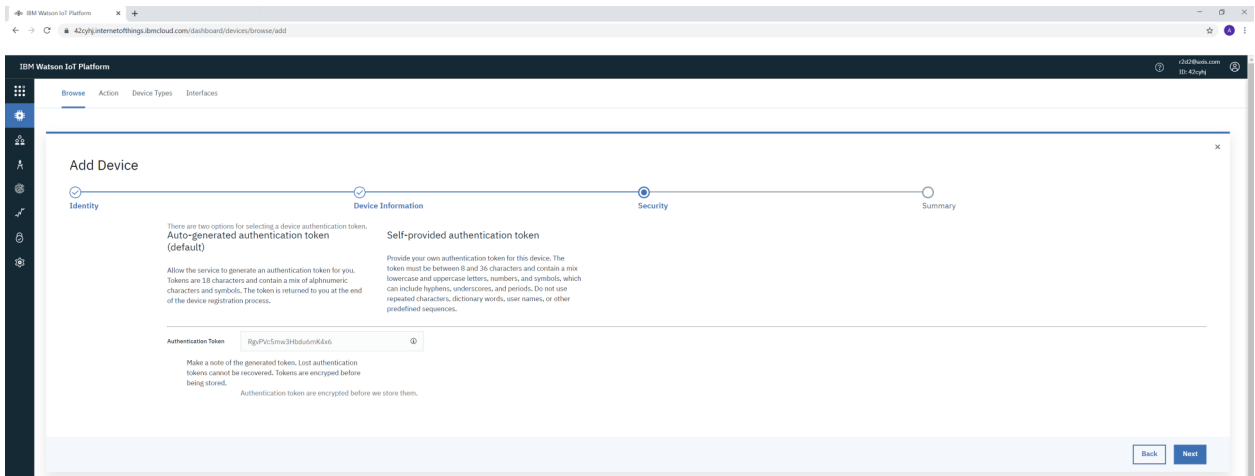 IBM Watson IoT Platform
42cyhj.internetofthings.ibmcloud.com/dashboard/devices/browse/add
A
IBM Watson IoT Platform
r2d2@axis.com
ID: 42cyhj
Browse Action Device Types Interfaces
Add Device
Identity Device Information Security Summary
There are two options for selecting a device authentication token.
Auto-generated authentication token
(default)
Allow the service to generate an authentication token for you.
Tokens are 18 characters and contain a mix of alphnumeric
characters and symbols. The token is returned to you at the end
of the device registration process.
Self-provided authentication token
Provide your own authentication token for this device. The
token must be between 8 and 36 characters and contain a mix
lowercase and uppercase letters, numbers, and symbols, which
can include hyphens, underscores, and periods. Do not use
repeated characters, dictionary words, user names, or other
predefined sequences.
Authentication Token RgvPVc5mw3Hbdu6mK4x6
Make a note of the generated token. Lost authentication
tokens cannot be recovered. Tokens are encryped before
being stored.
Authentication token are encrypted before we store them.
Back Next